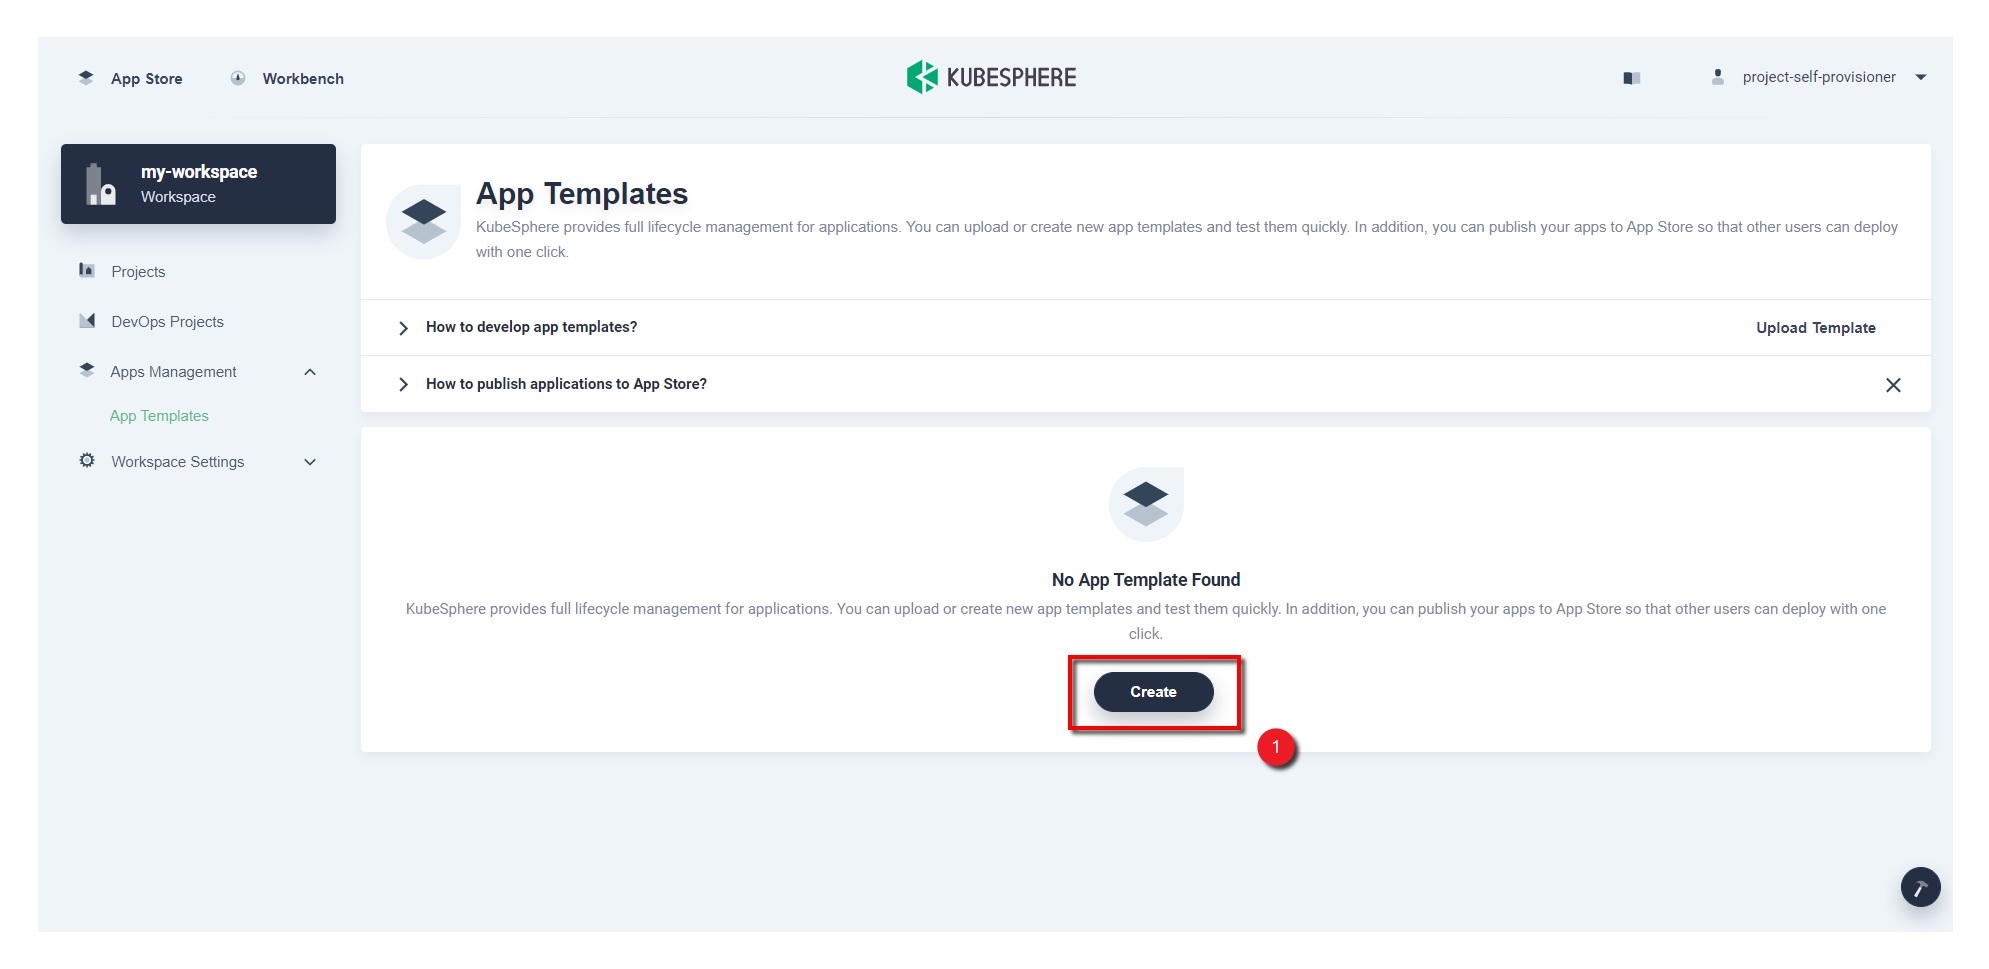 App Store
Workbench
KUBESPHERE
project-self-provisioner
my-workspace
Workspace
Projects
DevOps Projects
Apps Management
App Templates
Workspace Settings
App Templates
KubeSphere provides full lifecycle management for applications. You can upload or create new app templates and test them quickly. In addition, you can publish your apps to App Store so that other users can deploy
with one click.
How to develop app templates?
Upload Template
How to publish applications to App Store?
No App Template Found
KubeSphere provides full lifecycle management for applications. You can upload or create new app templates and test them quickly. In addition, you can publish your apps to App Store so that other users can deploy with one
click.
Create
1